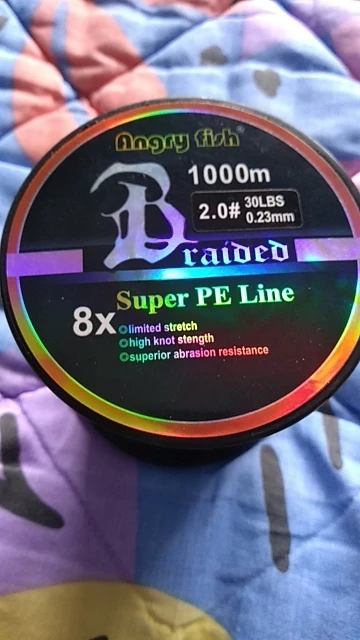 Angry fish®
1000m
2.0# 30LBS
0.23mm
Braided
Super PE Line
8x
limited stretch
high knot stength
superior abrasion resistance